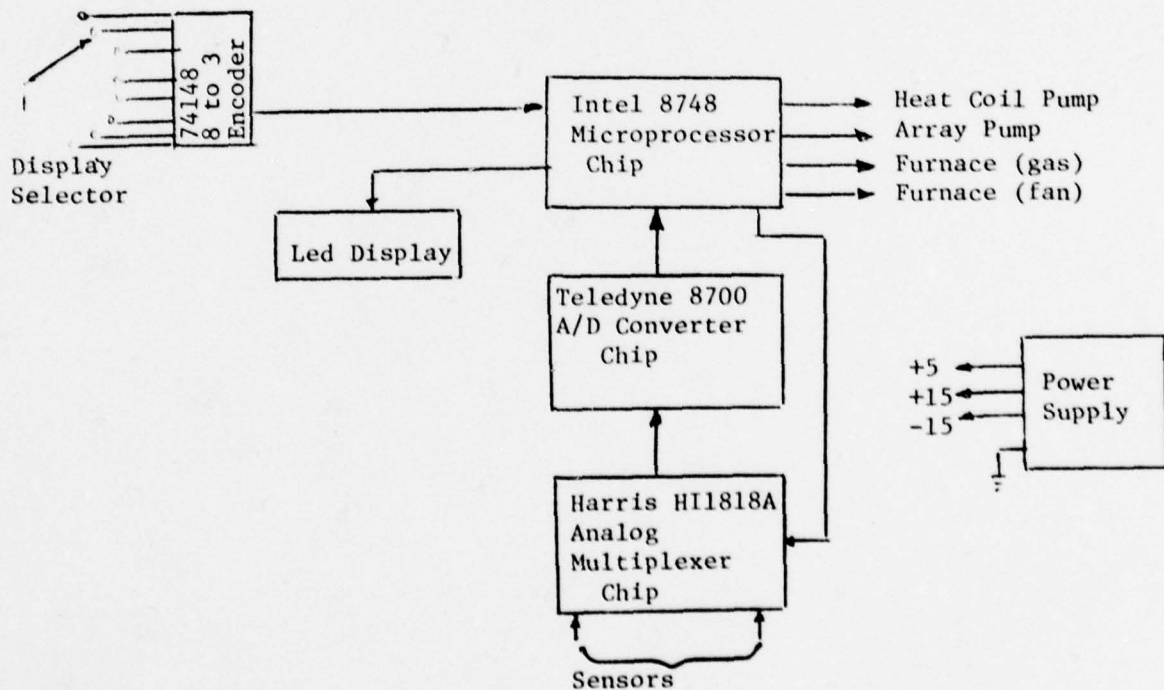 74148
8 to 3
Encoder
Display
Selector
Intel 8748
Microprocessor
Chip
Heat Coil Pump
Array Pump
Furnace (gas)
Furnace (fan)
Led Display
Teledyne 8700
A/D Converter
Chip
+5
+15
-15
Power
Supply
Harris HI1818A
Analog
Multiplexer
Chip
Sensors